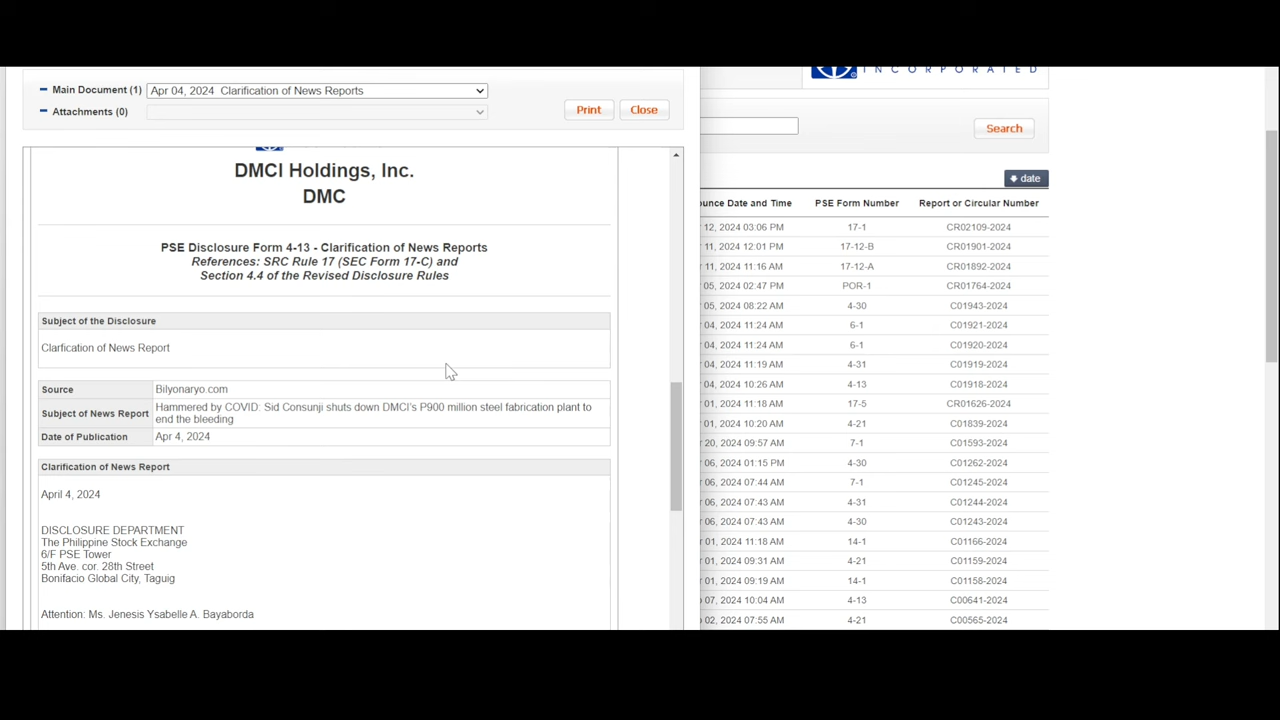 INCORPORATED
Main Document (1) Apr 04, 2024 Clarification of News Reports
Attachments (0)
Print Close
Search
DMCI Holdings, Inc.
DMC
PSE Disclosure Form 4-13 - Clarification of News Reports
References: SRC Rule 17 (SEC Form 17-C) and
Section 4.4 of the Revised Disclosure Rules
Subject of the Disclosure
Clarfication of News Report
Source Bilyonaryo.com
Subject of News Report Hammered by COVID: Sid Consunji shuts down DMCI's P900 million steel fabrication plant to
end the bleeding
Date of Publication Apr 4, 2024
Clarification of News Report
April 4, 2024
DISCLOSURE DEPARTMENT
The Philippine Stock Exchange
6/F PSE Tower
5th Ave. cor. 28th Street
Bonifacio Global City, Taguig
Attention: Ms. Jenesis Ysabelle A. Bayaborda
date
Date and Time PSE Form Number Report or Circular Number
12, 2024 03:06 PM 17-1 CR02109-2024
11, 2024 12:01 PM 17-12-B CR01901-2024
11, 2024 11:16 AM 17-12-A CR01892-2024
05, 2024 02:47 PM POR-1 CR01764-2024
05, 2024 08:22 AM 4-30 C01943-2024
04, 2024 11:24 AM 6-1 C01921-2024
04, 2024 11:24 AM 6-1 C01920-2024
04, 2024 11:19 AM 4-31 C01919-2024
04, 2024 10:26 AM 4-13 C01918-2024
01, 2024 11:18 AM 17-5 CR01626-2024
01, 2024 10:20 AM 4-21 C01839-2024
20, 2024 09:57 AM 7-1 C01593-2024
06, 2024 01:15 PM 4-30 C01262-2024
06, 2024 07:44 AM 7-1 C01245-2024
06, 2024 07:43 AM 4-31 C01244-2024
06, 2024 07:43 AM 4-30 C01243-2024
01, 2024 11:18 AM 14-1 C01166-2024
01, 2024 09:31 AM 4-21 C01159-2024
01, 2024 09:19 AM 14-1 C01158-2024
07, 2024 10:04 AM 4-13 C00641-2024
02, 2024 07:55 AM 4-21 C00565-2024